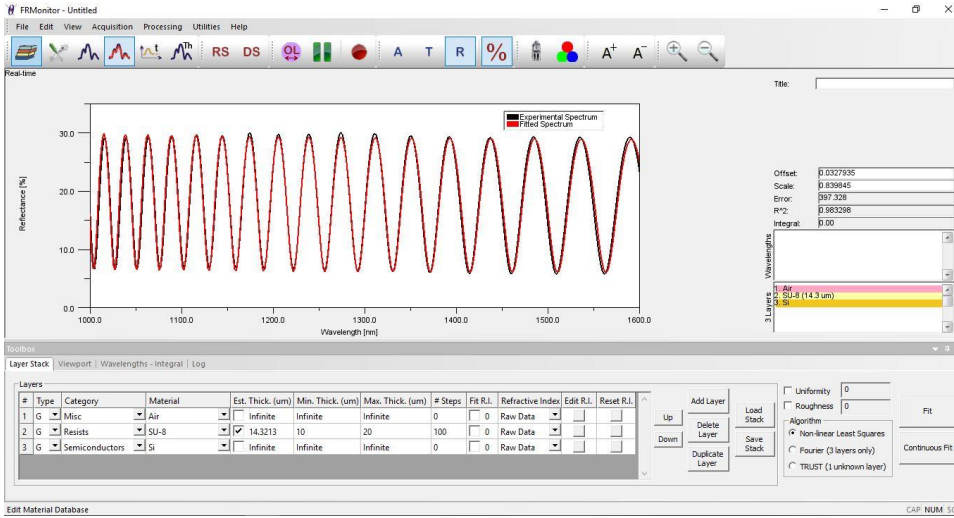 FRMonitor - Untitled
File Edit View Acquisition Processing Utilities Help
t Th RS DS OL A T R % A+ A-
Real-time
Title:
Experimental Spectrum
Fitted Spectrum
30.0
20.0
10.0
0.0
Reflectance [%]
1000.0 1100.0 1200.0 1300.0 1400.0 1500.0 1600.0
Wavelength [nm]
Offset: 0.0327935
Scale: 0.839845
Error: 397.328
R^2: 0.983298
Integral: 0.00
Wavelengths
3 Layers
1. Air
2. SU-8 (14.3 um)
3. Si
Toolbox
Layer Stack Viewport Wavelengths - Integral Log
Layers
# Type Category Material Est. Thick. (um) Min. Thick. (um) Max. Thick. (um) # Steps Fit R.I. Refractive Index Edit R.I. Reset R.I.
1 G Misc Air Infinite Infinite Infinite 0 0 Raw Data
2 G Resists SU-8 14.3213 10 20 100 0 Raw Data
3 G Semiconductors Si Infinite Infinite Infinite 0 0 Raw Data
Up
Down
Add Layer
Delete Layer
Duplicate Layer
Load Stack
Save Stack
Uniformity 0
Roughness 0
Algorithm
Non-linear Least Squares
Fourier (3 layers only)
TRUST (1 unknown layer)
Fit
Continuous Fit
Edit Material Database
CAP NUM SC